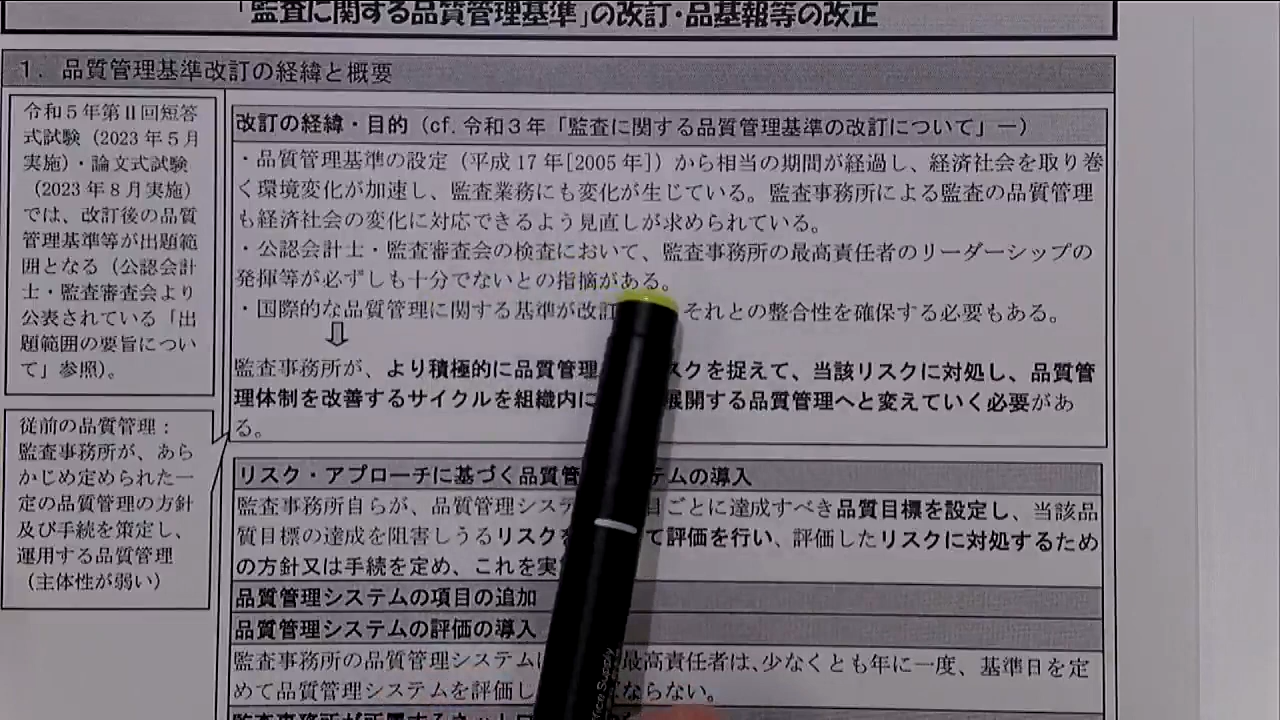 「監査に関する品質管理基準」の改訂・品基報等の改正
１．品質管理基準改訂の経緯と概要
令和５年第Ⅱ回短答
式試験（2023年５月
実施）・論文式試験
（2023年８月実施）
では、改訂後の品質
管理基準等が出題範
囲となる（公認会計
士・監査審査会より
公表されている「出
題範囲の要旨につい
て」参照）。
従前の品質管理：
監査事務所が、あら
かじめ定められた一
定の品質管理の方針
及び手続を策定し、
運用する品質管理
（主体性が弱い）
改訂の経緯・目的（cf.令和３年「監査に関する品質管理基準の改訂について」一）
・品質管理基準の設定（平成17年[2005年]）から相当の期間が経過し、経済社会を取り巻
く環境変化が加速し、監査業務にも変化が生じている。監査事務所による監査の品質管理
も経済社会の変化に対応できるよう見直しが求められている。
・公認会計士・監査審査会の検査において、監査事務所の最高責任者のリーダーシップの
発揮等が必ずしも十分でないとの指摘がある。
・国際的な品質管理に関する基準が改訂 それとの整合性を確保する必要もある。
監査事務所が、より積極的に品質管理 スクを捉えて、当該リスクに対処し、品質管
理体制を改善するサイクルを組織内に 展開する品質管理へと変えていく必要があ
る。
リスク・アプローチに基づく品質管 テムの導入
監査事務所自らが、品質管理シス ごとに達成すべき品質目標を設定し、当該品
質目標の達成を阻害しうるリスクを て評価を行い、評価したリスクに対処するため
の方針又は手続を定め、これを実
品質管理システムの項目の追加
品質管理システムの評価の導入
監査事務所の品質管理システムに 最高責任者は、少なくとも年に一度、基準日を定
めて品質管理システムを評価し ならない。
監査事務所が所属するネットワ